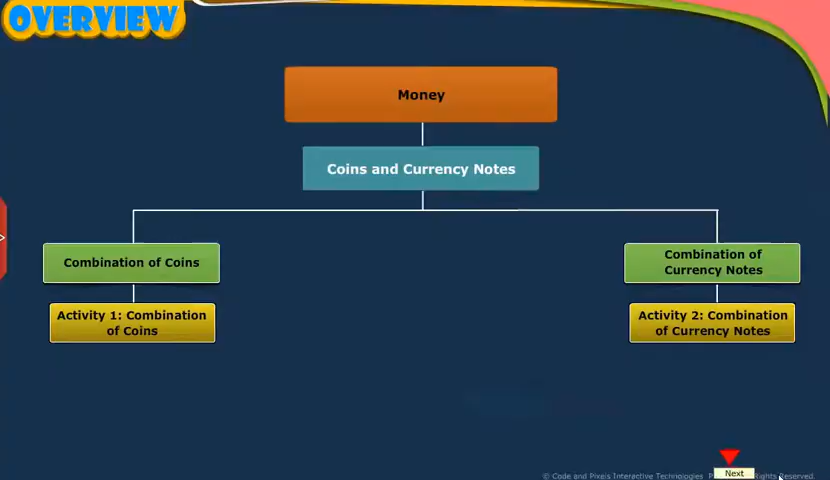 OVERVIEW
Money
Coins and Currency Notes
Combination of Coins
Combination of
Currency Notes
Activity 1: Combination
of Coins
Activity 2: Combination
of Currency Notes
Next
© Code and Pixels Interactive Technologies Rights Reserved.